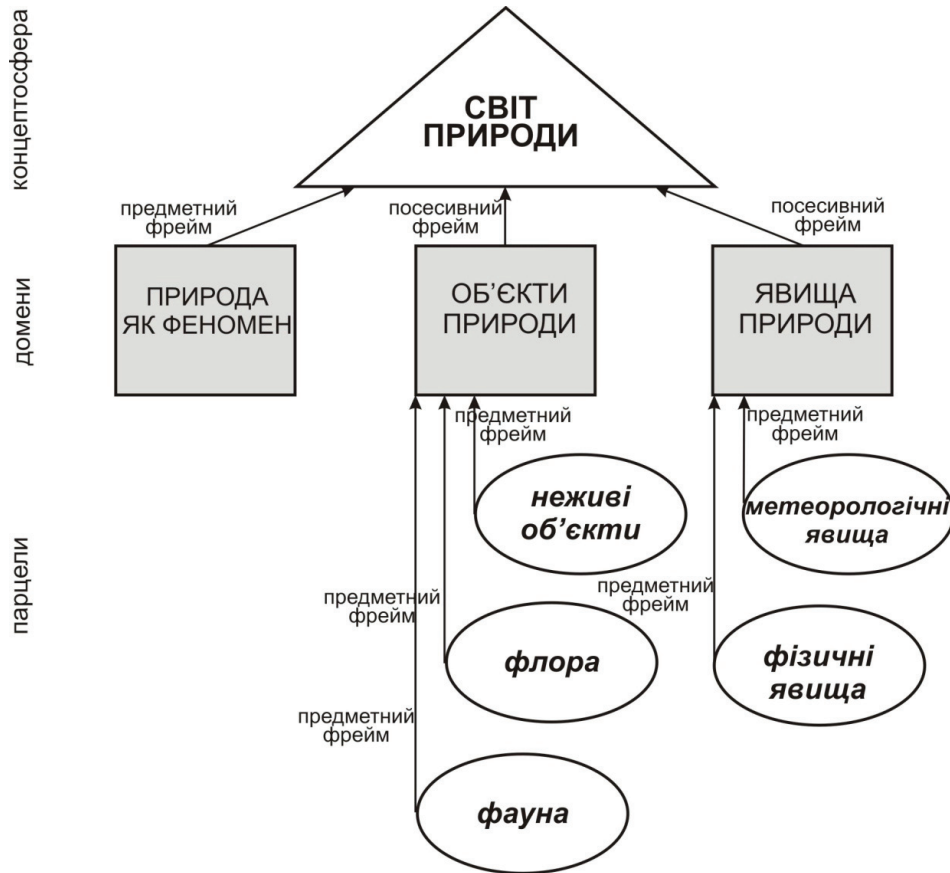 концептосфера
СВІТ
ПРИРОДИ
предметний
фрейм
посесивний
фрейм
посесивний
фрейм
домени
ПРИРОДА
ЯК ФЕНОМЕН
ОБ’ЄКТИ
ПРИРОДИ
ЯВИЩА
ПРИРОДИ
предметний
фрейм
предметний
фрейм
парцели
неживі
об’єкти
метеорологічні
явища
предметний
фрейм
предметний
фрейм
флора
фізичні
явища
предметний
фрейм
фауна